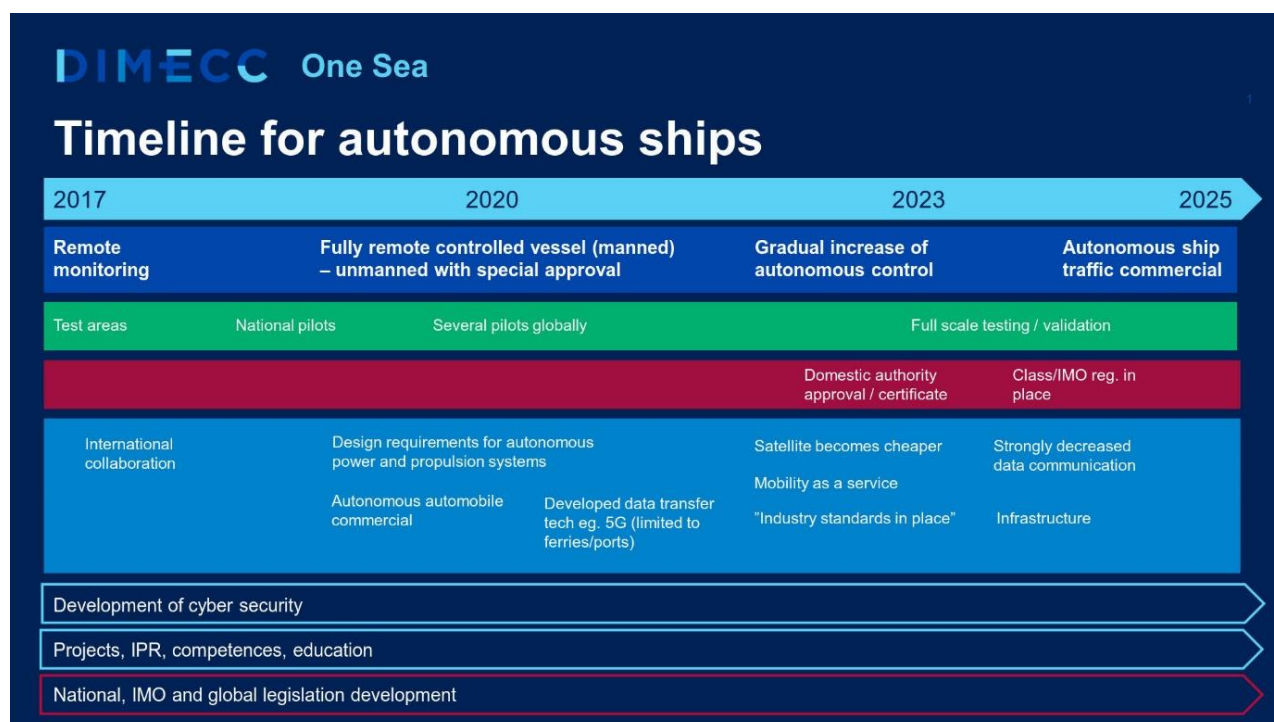 DIMECC One Sea
1
Timeline for autonomous ships
2017 2020 2023 2025
Remote
monitoring
Fully remote controlled vessel (manned)
– unmanned with special approval
Gradual increase of
autonomous control
Autonomous ship
traffic commercial
Test areas National pilots Several pilots globally Full scale testing / validation
Domestic authority
approval / certificate
Class/IMO reg. in
place
International
collaboration
Design requirements for autonomous
power and propulsion systems
Autonomous automobile
commercial
Developed data transfer
tech eg. 5G (limited to
ferries/ports)
Satellite becomes cheaper
Mobility as a service
"Industry standards in place"
Strongly decreased
data communication
Infrastructure
Development of cyber security
Projects, IPR, competences, education
National, IMO and global legislation development